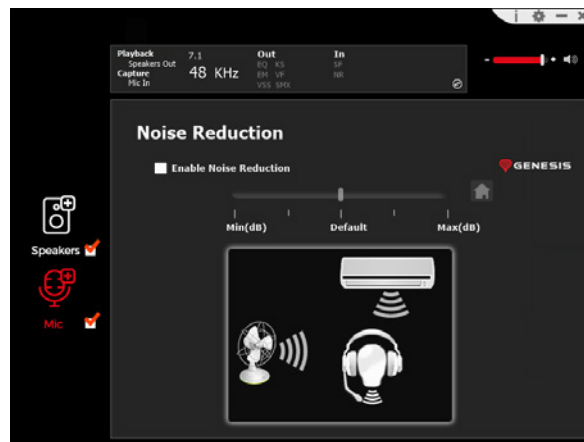 i
Playback
Speakers Out
Capture
Mic In
7.1
48 KHz
Out
EQ KS
EM VF
VSS SMX
In
SF
NR
Noise Reduction
Enable Noise Reduction
GENESIS
Min(dB)
Default
Max(dB)
Speakers
Mic